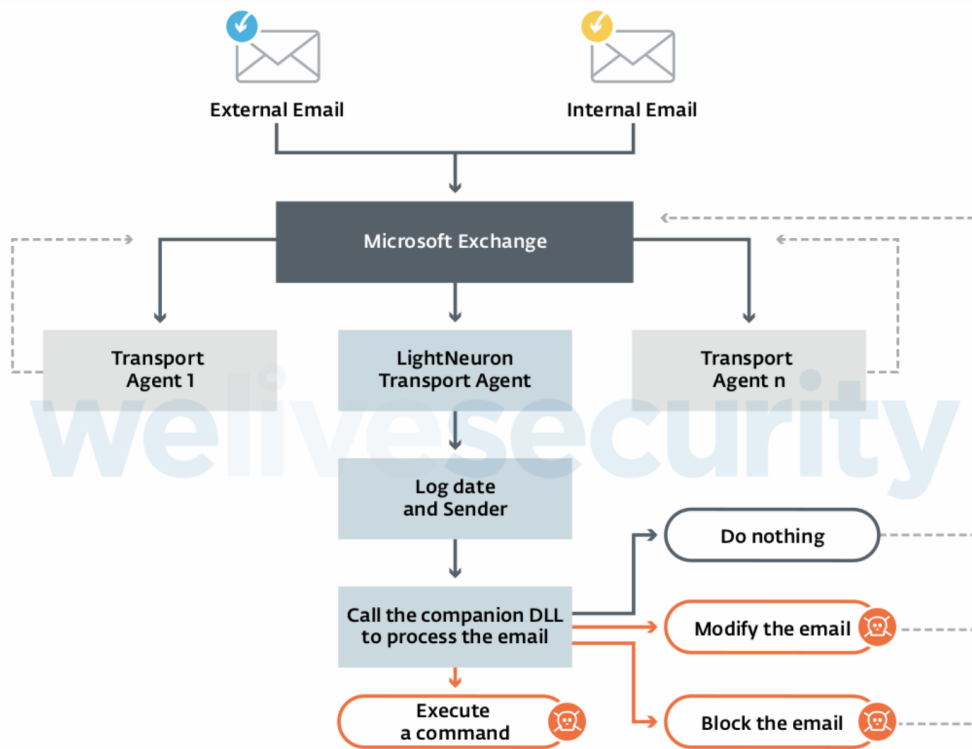 External Email
Internal Email
Microsoft Exchange
Transport
Agent 1
LightNeuron
Transport Agent
Transport
Agent n
welivesecurity
Log date
and Sender
Do nothing
Call the companion DLL
to process the email
Modify the email
Execute
a command
Block the email